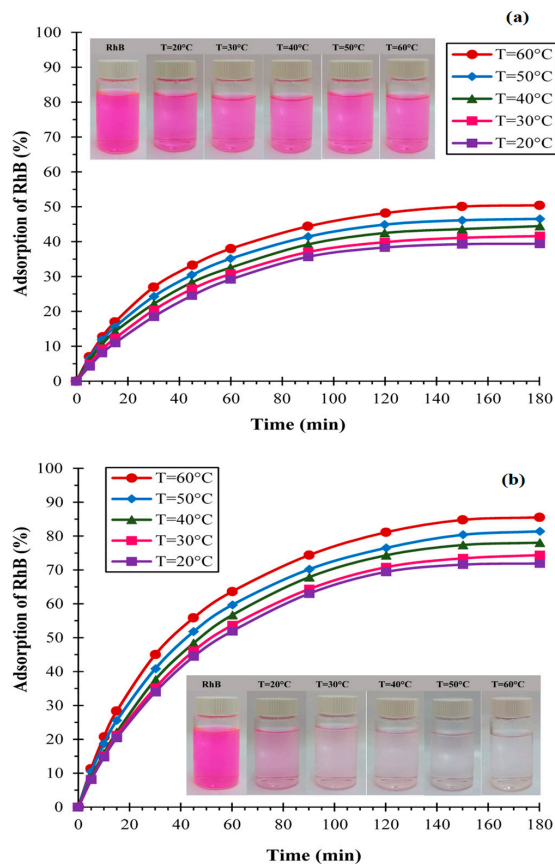 (a)
100
90
80
70
60
50
40
30
20
10
0
Adsorption of RhB (%)
RhB T=20°C T=30°C T=40°C T=50°C T=60°C
T=60°C
T=50°C
T=40°C
T=30°C
T=20°C
0 20 40 60 80 100 120 140 160 180
Time (min)
(b)
100
90
80
70
60
50
40
30
20
10
0
Adsorption of RhB (%)
T=60°C
T=50°C
T=40°C
T=30°C
T=20°C
RhB T=20°C T=30°C T=40°C T=50°C T=60°C
0 20 40 60 80 100 120 140 160 180
Time (min)